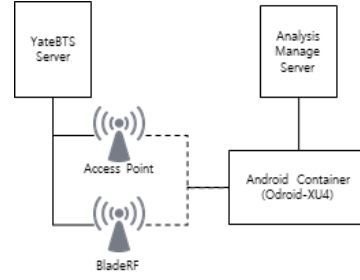 YateBTS
Server
Analysis
Manage
Server
Access Point
Android Container
(Odroid-XU4)
BladeRF